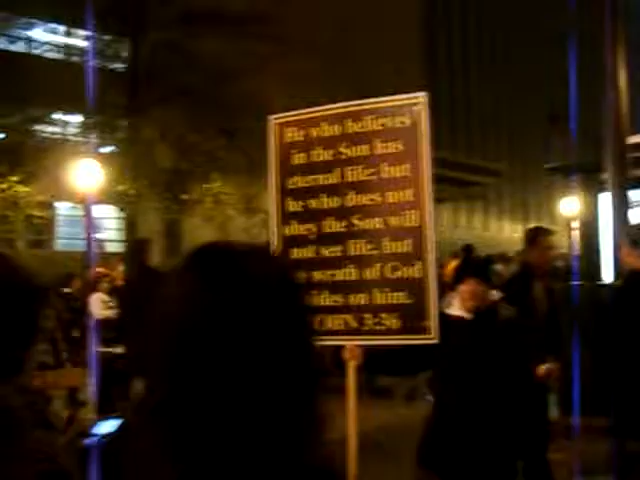 He who believes
in the Son has
eternal life; but
he who does not
obey the Son will
not see life, but
wrath of God
on him.
JOHN 3:36